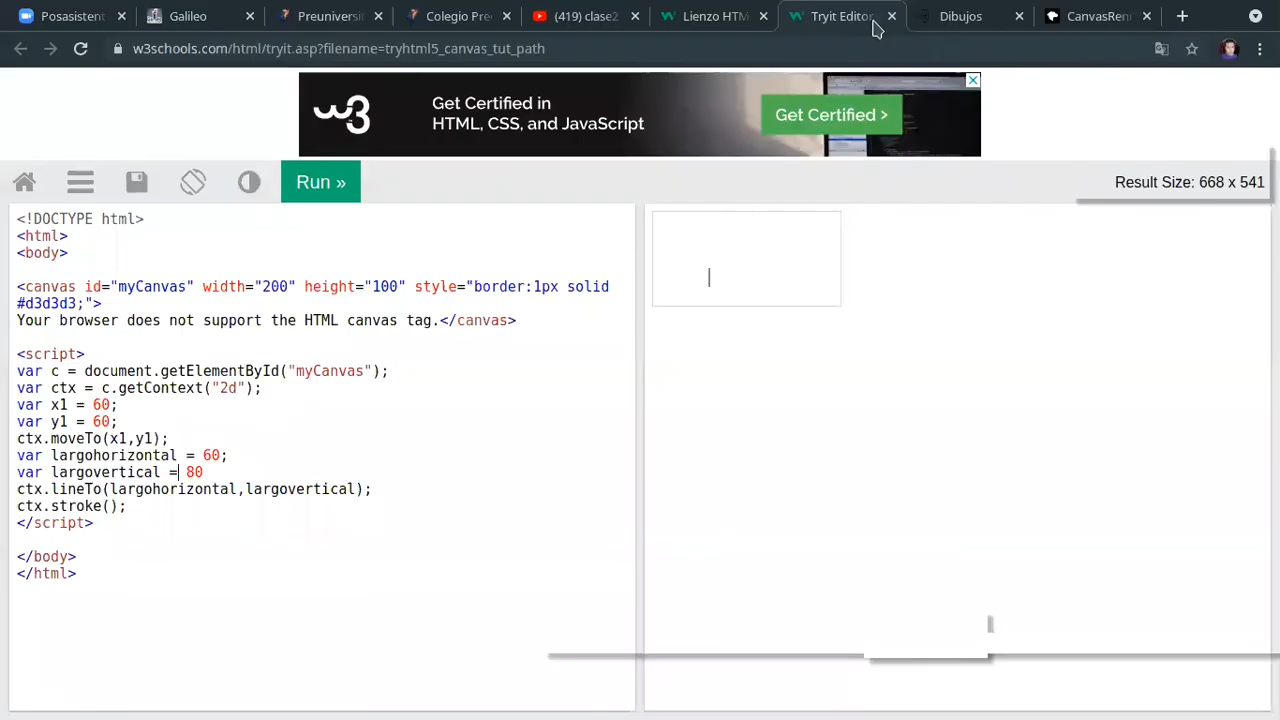 Posasistent
Galileo
Preuniversi
Colegio Pre
(419) clase2
Lienzo HTM
Tryit Editor
Dibujos
CanvasRen
w3schools.com/html/tryit.asp?filename=tryhtml5_canvas_tut_path
w3
Get Certified in
HTML, CSS, and JavaScript
Get Certified >
Run »
Result Size: 668 x 541
<!DOCTYPE html>
<html>
<body>
<canvas id="myCanvas" width="200" height="100" style="border:1px solid
#d3d3d3;">
Your browser does not support the HTML canvas tag.</canvas>
<script>
var c = document.getElementById("myCanvas");
var ctx = c.getContext("2d");
var x1 = 60;
var y1 = 60;
ctx.moveTo(x1,y1);
var largohorizontal = 60;
var largovertical = 80
ctx.lineTo(largohorizontal,largovertical);
ctx.stroke();
</script>
</body>
</html>